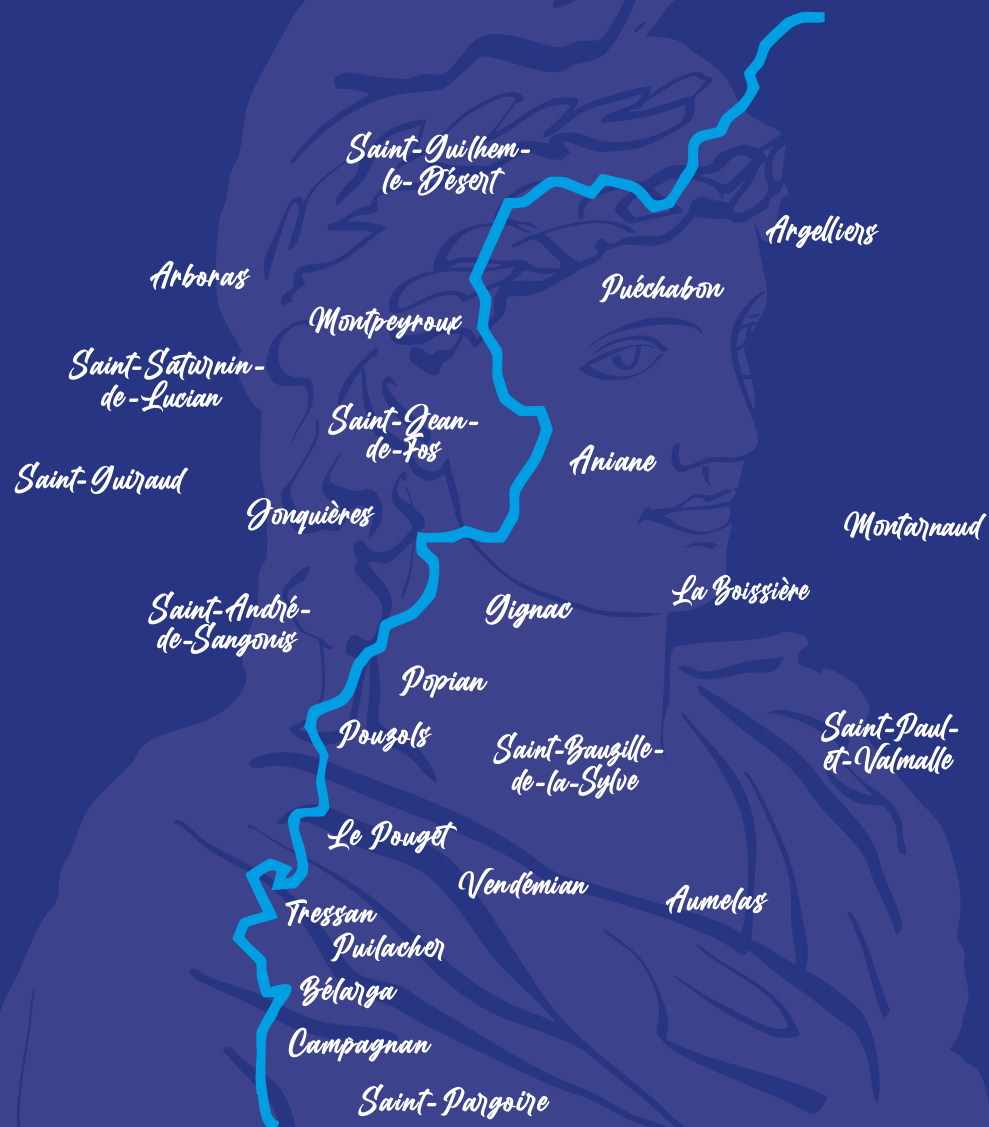 Saint-Guilhem-
le-Désert
Argelliers
Arboras
Puéchabon
Montpeyroux
Saint-Saturnin-
de-Lucian
Saint-Jean-
de-Fos
Aniane
Saint-Guiraud
Jonquières
Montarnaud
La Boissière
Saint-André-
de-Sangonis
Gignac
Popian
Pouzols
Saint-Bauzille-
de-la-Sylve
Saint-Paul-
et-Valmalle
Le Pouget
Vendémian
Aumelas
Tressan
Puilacher
Bélarga
Campagnan
Saint-Pargoire